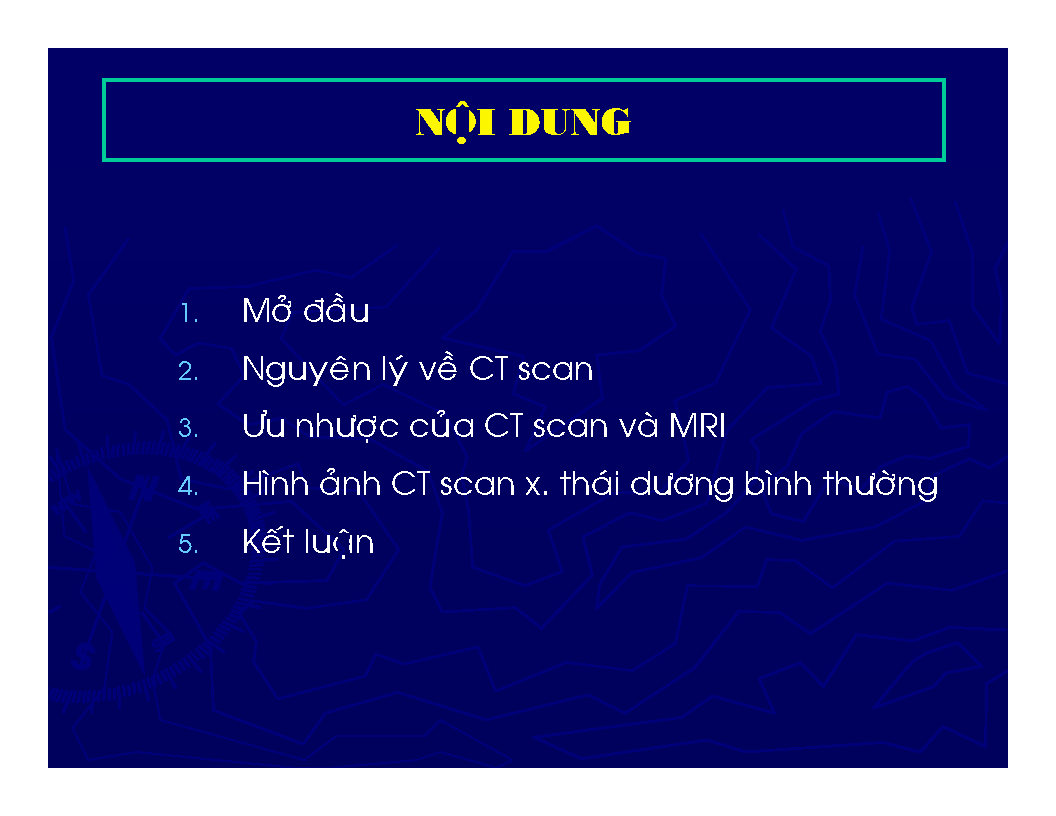 NỘI DUNG
1. Mở đầu
2. Nguyên lý về CT scan
3. Ưu nhược của CT scan và MRI
4. Hình ảnh CT scan x. thái dương bình thường
5. Kết luận
N
S